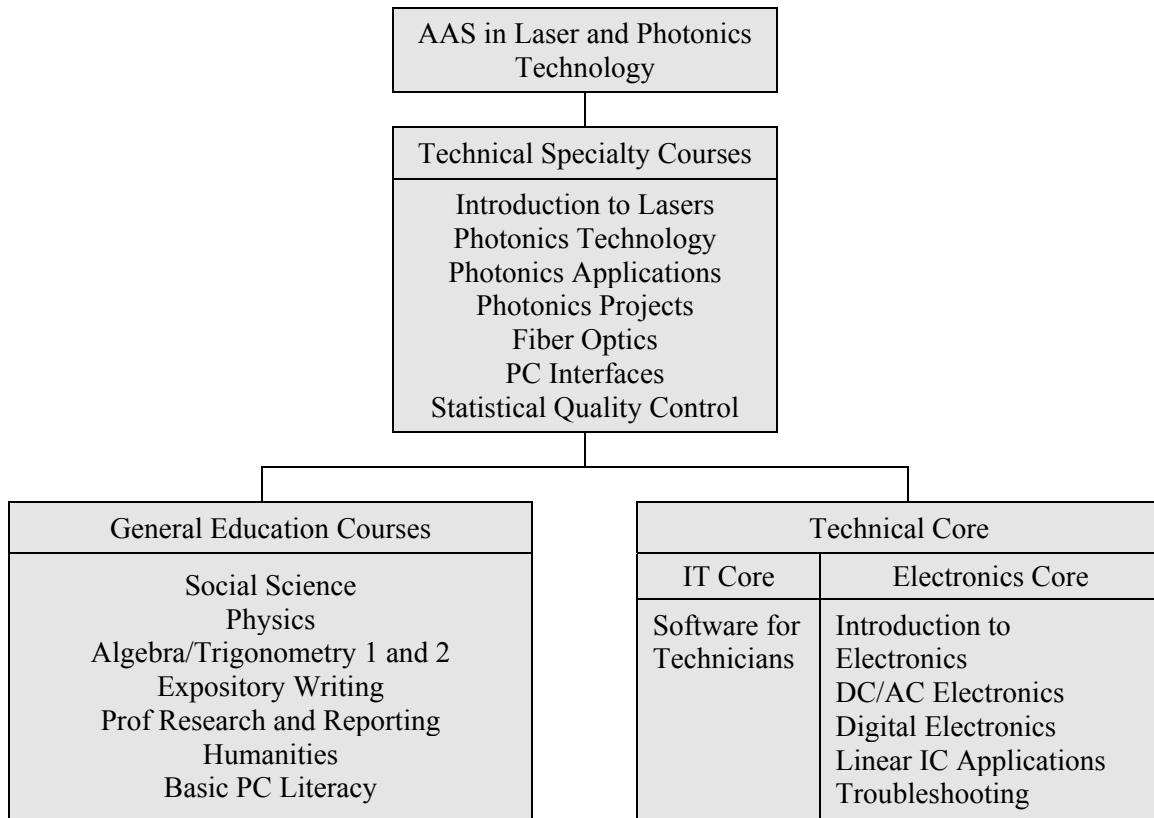 AAS in Laser and Photonics
Technology
Technical Specialty Courses
Introduction to Lasers
Photonics Technology
Photonics Applications
Photonics Projects
Fiber Optics
PC Interfaces
Statistical Quality Control
General Education Courses
Social Science
Physics
Algebra/Trigonometry 1 and 2
Expository Writing
Prof Research and Reporting
Humanities
Basic PC Literacy
Technical Core
IT Core
Software for
Technicians
Electronics Core
Introduction to
Electronics
DC/AC Electronics
Digital Electronics
Linear IC Applications
Troubleshooting